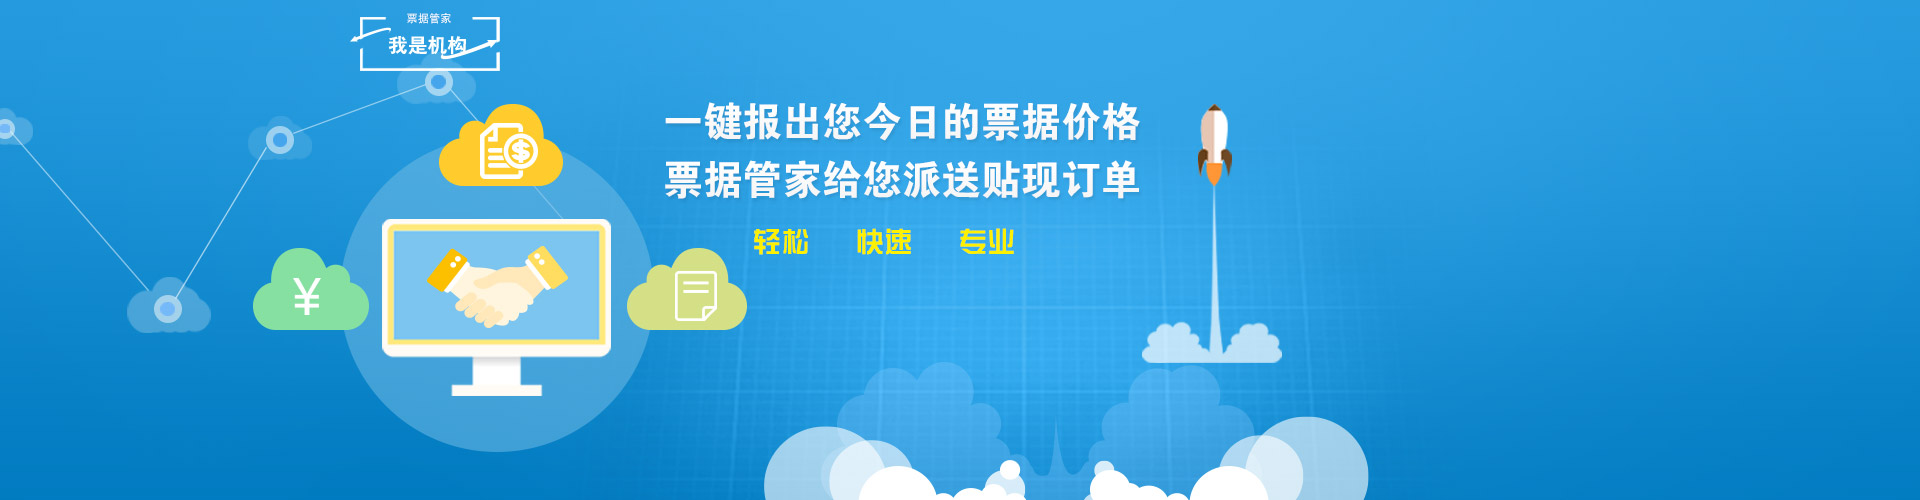 票据管家
我是机构
一键报出您今日的票据价格
票据管家给您派送贴现订单
轻松 快速 专业
$
¥